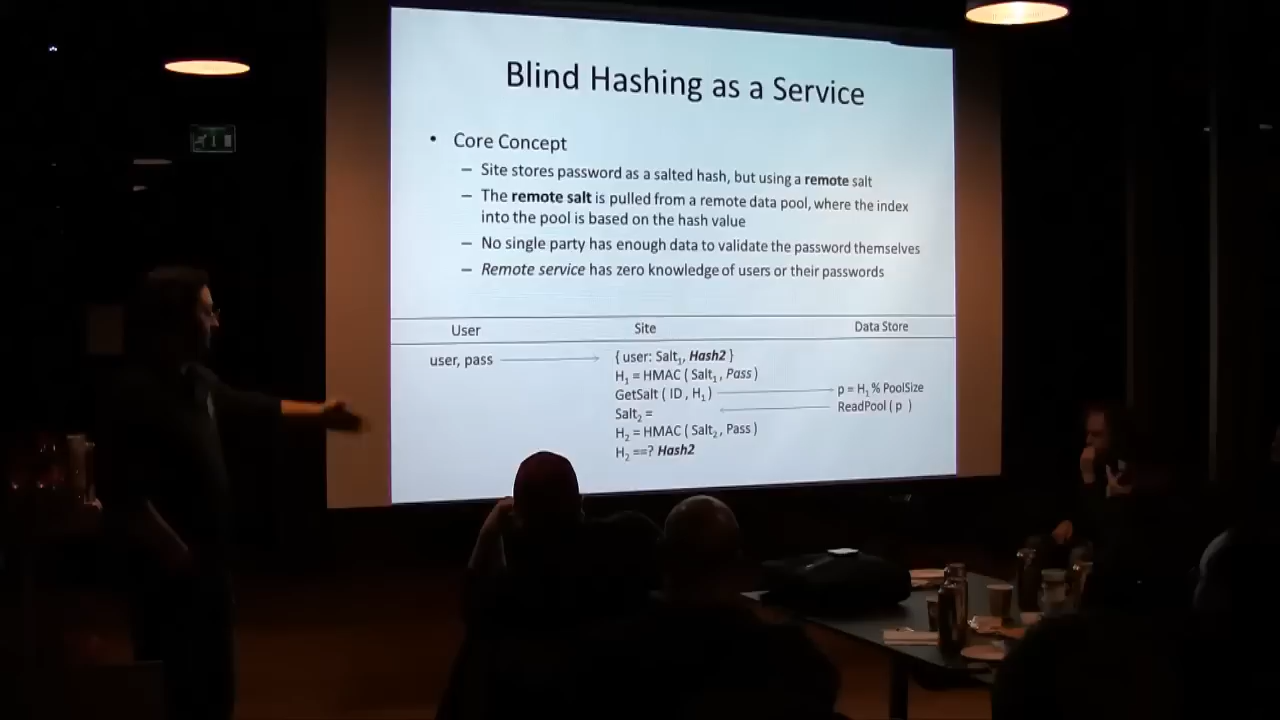 Blind Hashing as a Service
• Core Concept
– Site stores password as a salted hash, but using a remote salt
– The remote salt is pulled from a remote data pool, where the index
into the pool is based on the hash value
– No single party has enough data to validate the password themselves
– Remote service has zero knowledge of users or their passwords
User Site Data Store
user, pass { user: Salt₁, Hash2 }
H₁ = HMAC ( Salt₁ , Pass )
GetSalt ( ID , H₁ ) p = H₁ % PoolSize
Salt₂ = ReadPool ( p )
H₂ = HMAC ( Salt₂ , Pass )
H₂ ==? Hash2